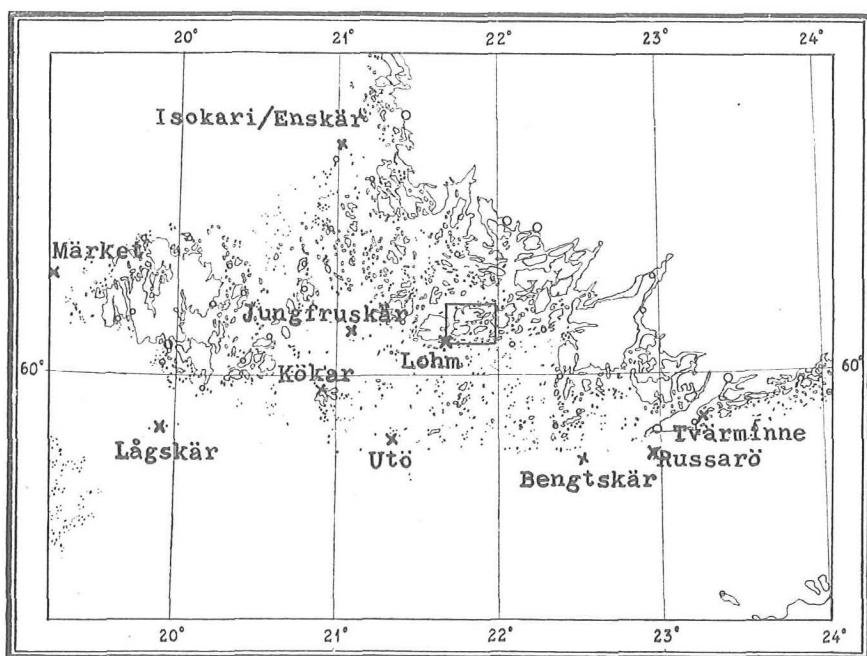 20° 21° 22° 23° 24°
Isokari/Enskär
Märket
Jungfruskär
Lohm
60° 60°
Kökar
Tvärminne
Lågskär Utö
Bengtskär Russarö
20° 21° 22° 23° 24°